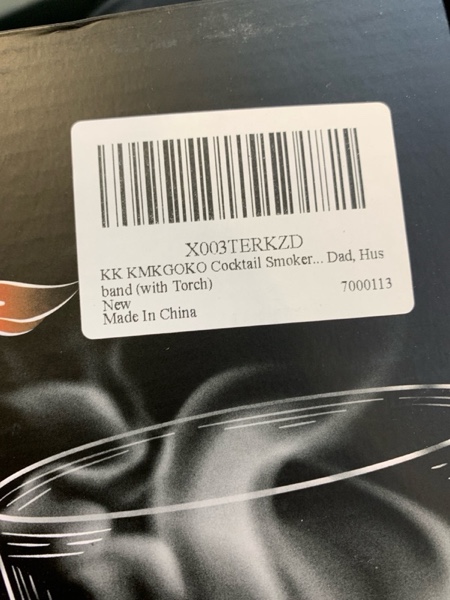 X003TERKZD
KK KMKGOKO Cocktail Smoker... Dad, Hus
band (with Torch)
New 7000113
Made In China